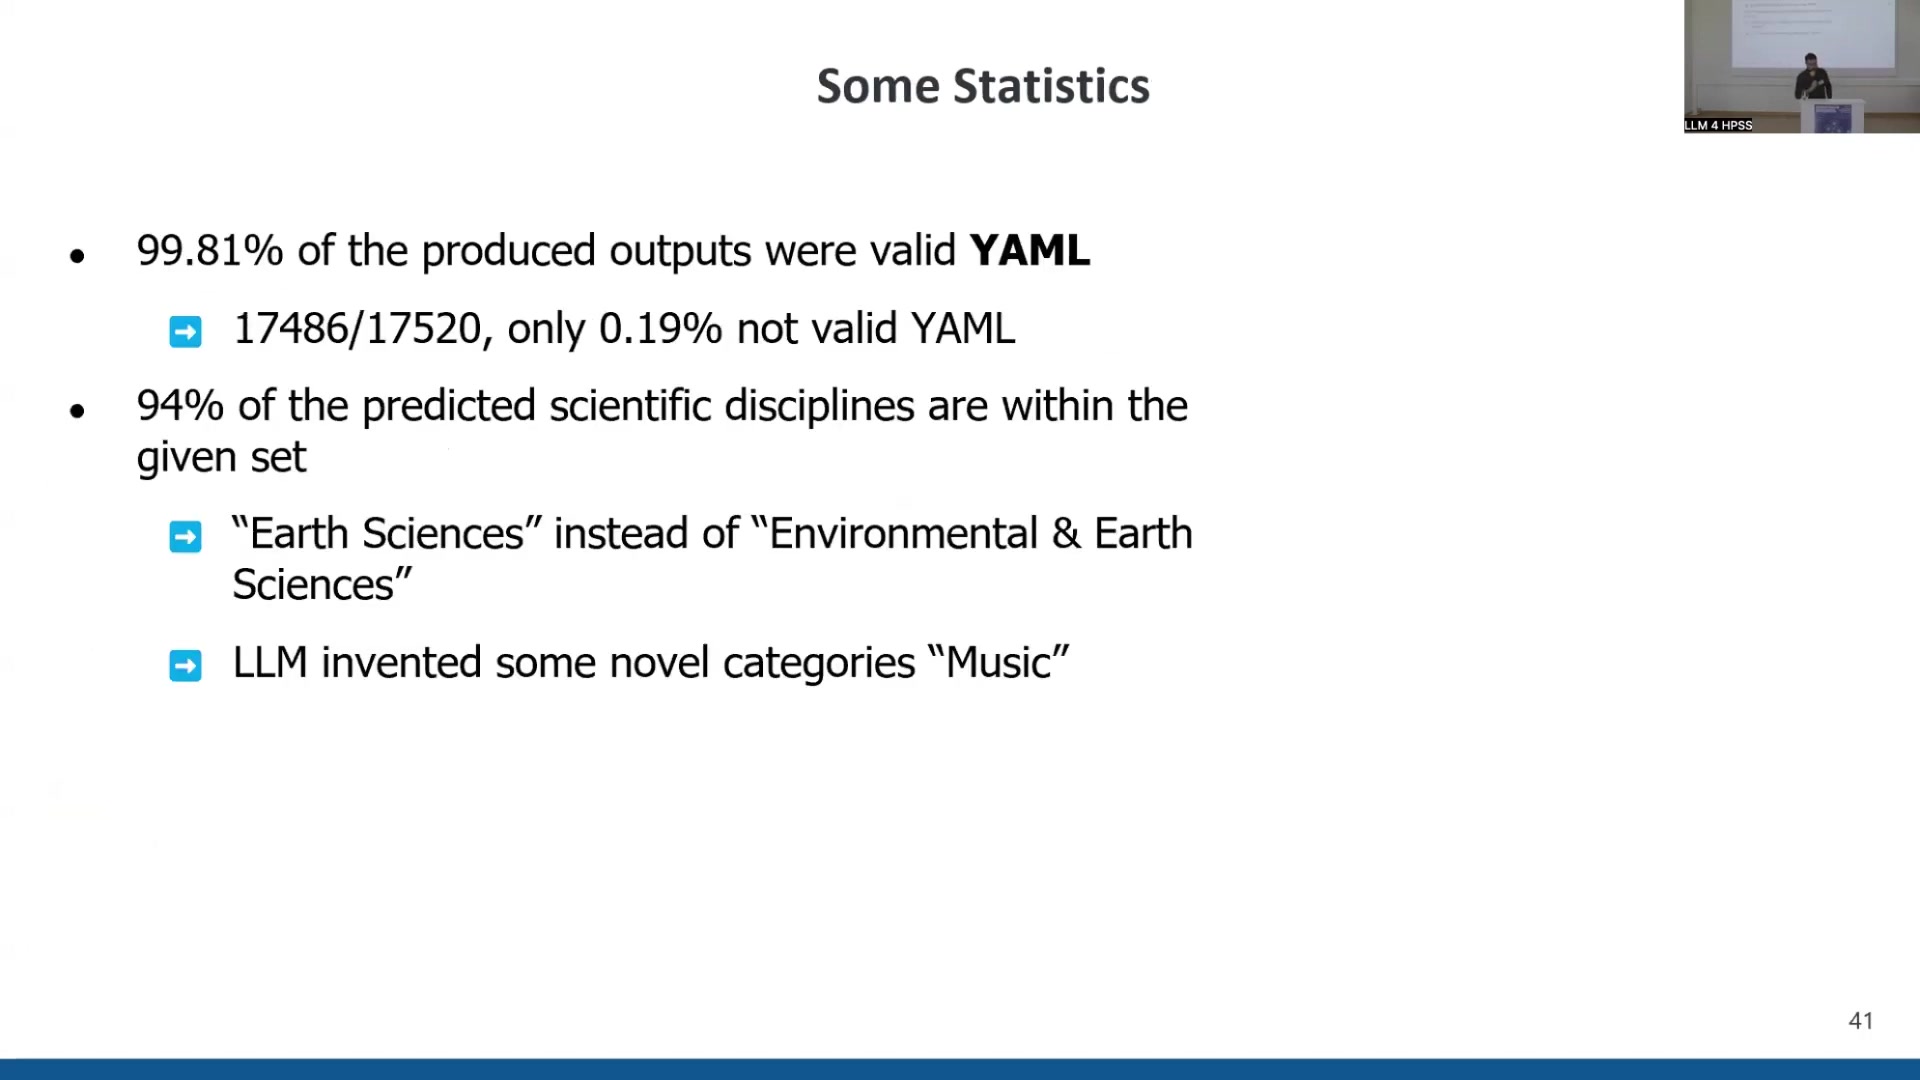 Some Statistics
LLM 4 HPSS
• 99.81% of the produced outputs were valid YAML
➡ 17486/17520, only 0.19% not valid YAML
• 94% of the predicted scientific disciplines are within the
given set
➡ “Earth Sciences” instead of “Environmental & Earth
Sciences”
➡ LLM invented some novel categories “Music”
41